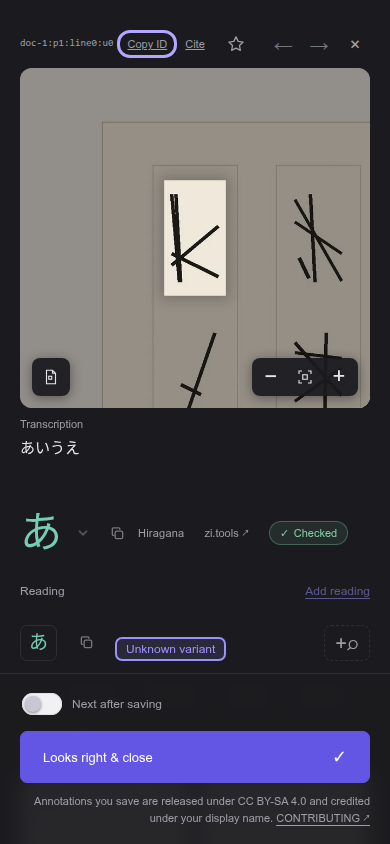 doc-1:p1:line0:u0 Copy ID Cite
Transcription
あいうえ
あ Hiragana zi.tools ↗ ✓ Checked
Reading Add reading
あ Unknown variant
Next after saving
Looks right & close ✓
Annotations you save are released under CC BY-SA 4.0 and credited
under your display name. CONTRIBUTING ↗